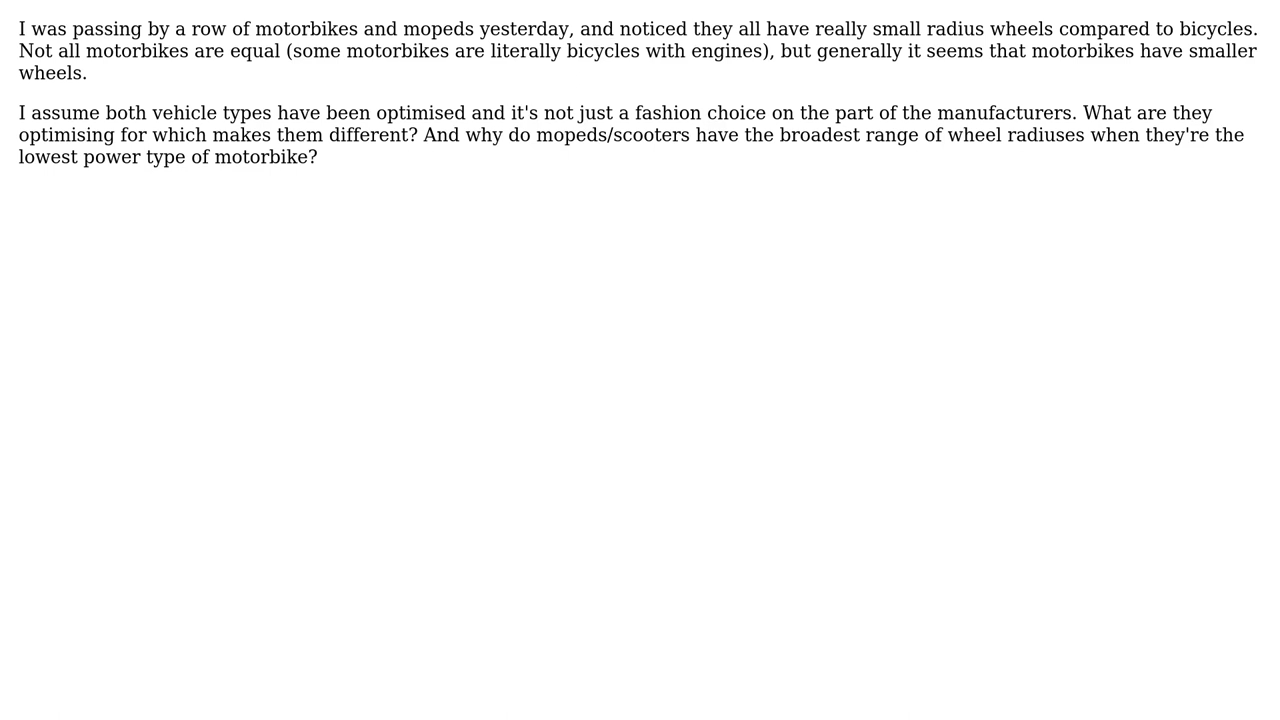 I was passing by a row of motorbikes and mopeds yesterday, and noticed they all have really small radius wheels compared to bicycles.
Not all motorbikes are equal (some motorbikes are literally bicycles with engines), but generally it seems that motorbikes have smaller
wheels.
I assume both vehicle types have been optimised and it's not just a fashion choice on the part of the manufacturers. What are they
optimising for which makes them different? And why do mopeds/scooters have the broadest range of wheel radiuses when they're the
lowest power type of motorbike?